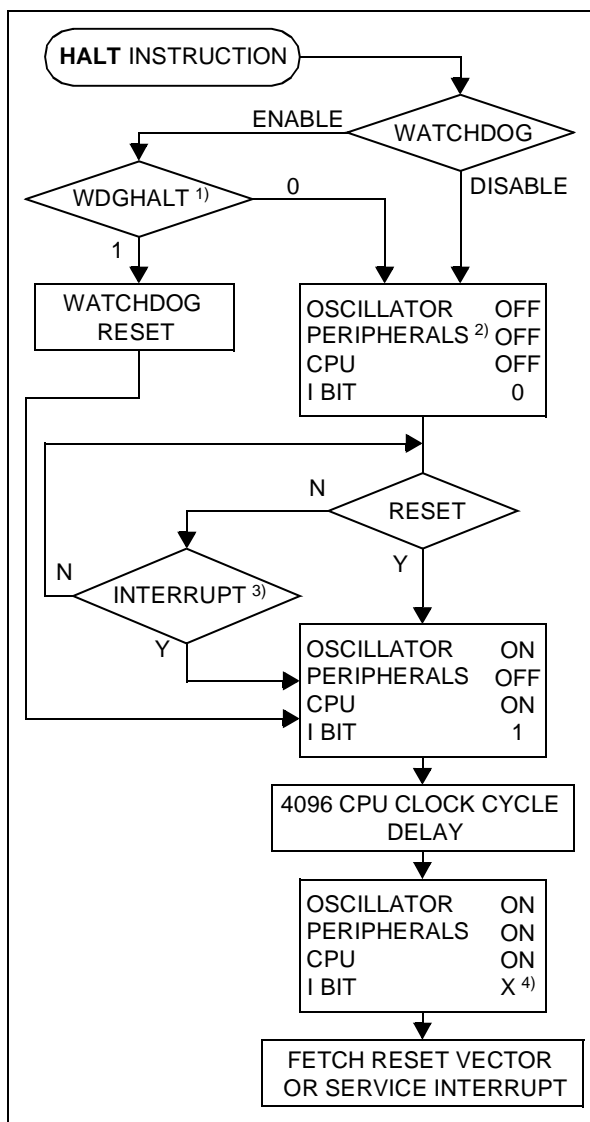 HALT INSTRUCTION
ENABLE
WATCHDOG
WDGHALT 1)
0
DISABLE
1
WATCHDOG
RESET
OSCILLATOR OFF
PERIPHERALS 2) OFF
CPU OFF
I BIT 0
N
RESET
N
Y
INTERRUPT 3)
Y
OSCILLATOR ON
PERIPHERALS OFF
CPU ON
I BIT 1
4096 CPU CLOCK CYCLE
DELAY
OSCILLATOR ON
PERIPHERALS ON
CPU ON
I BIT X 4)
FETCH RESET VECTOR
OR SERVICE INTERRUPT